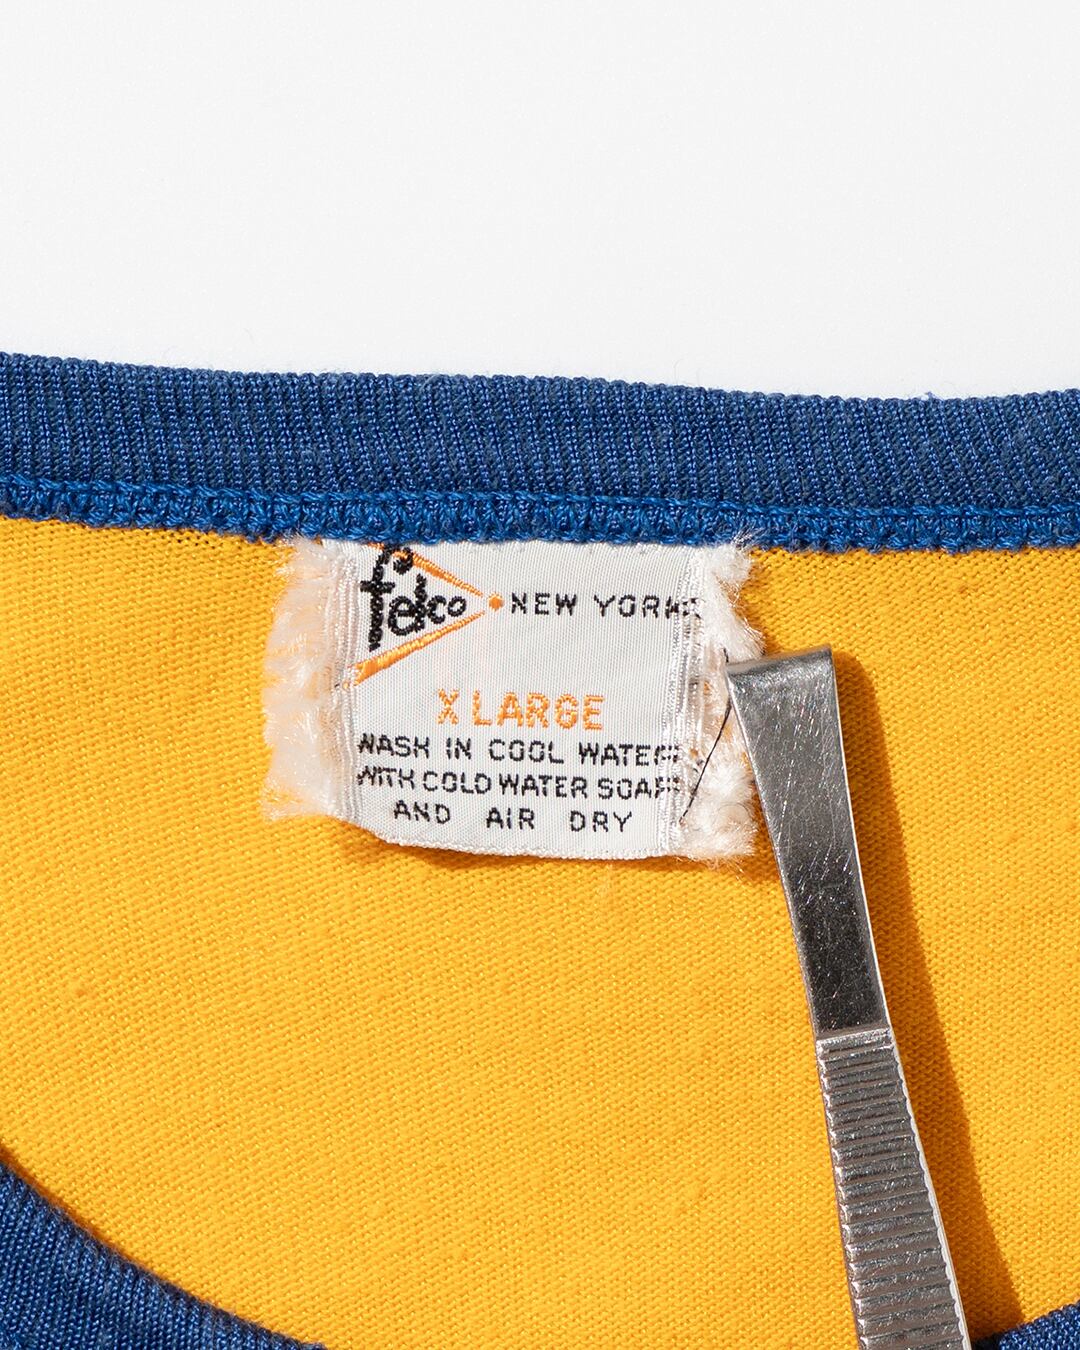 felco NEW YORK
X LARGE
WASH IN COOL WATER
WITH COLD WATER SOAP
AND AIR DRY